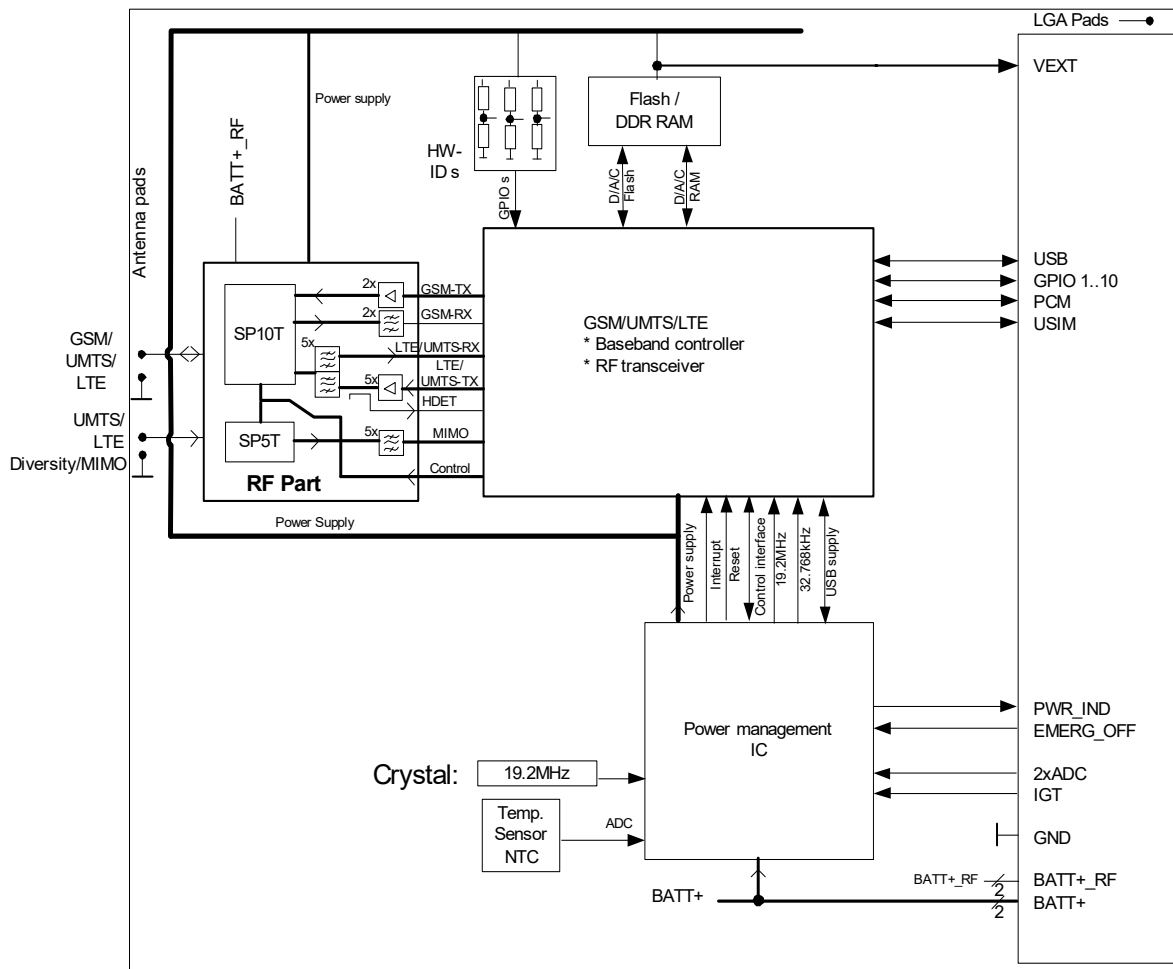 LGA Pads
VEXT
Power supply
Flash /
DDR RAM
BATT+_RF
HW-
ID s
GPIO s
D/A/C
Flash
D/A/C
RAM
Antenna pads
USB
GPIO 1..10
PCM
USIM
2x
GSM-TX
2x
GSM-RX
SP10T
GSM/UMTS/LTE
* Baseband controller
* RF transceiver
GSM/
UMTS/
LTE
5x
LTE/UMTS-RX
LTE/
5x
UMTS-TX
HDET
UMTS/
LTE
Diversity/MIMO
SP5T
5x
MIMO
Control
RF Part
Power Supply
Power supply
Interrupt
Reset
Control interface
19.2MHz
32.768kHz
USB supply
Power management
IC
PWR_IND
EMERG_OFF
Crystal:
19.2MHz
2xADC
IGT
Temp.
Sensor
NTC
ADC
GND
BATT+_RF
2
BATT+_RF
BATT+
2
BATT+